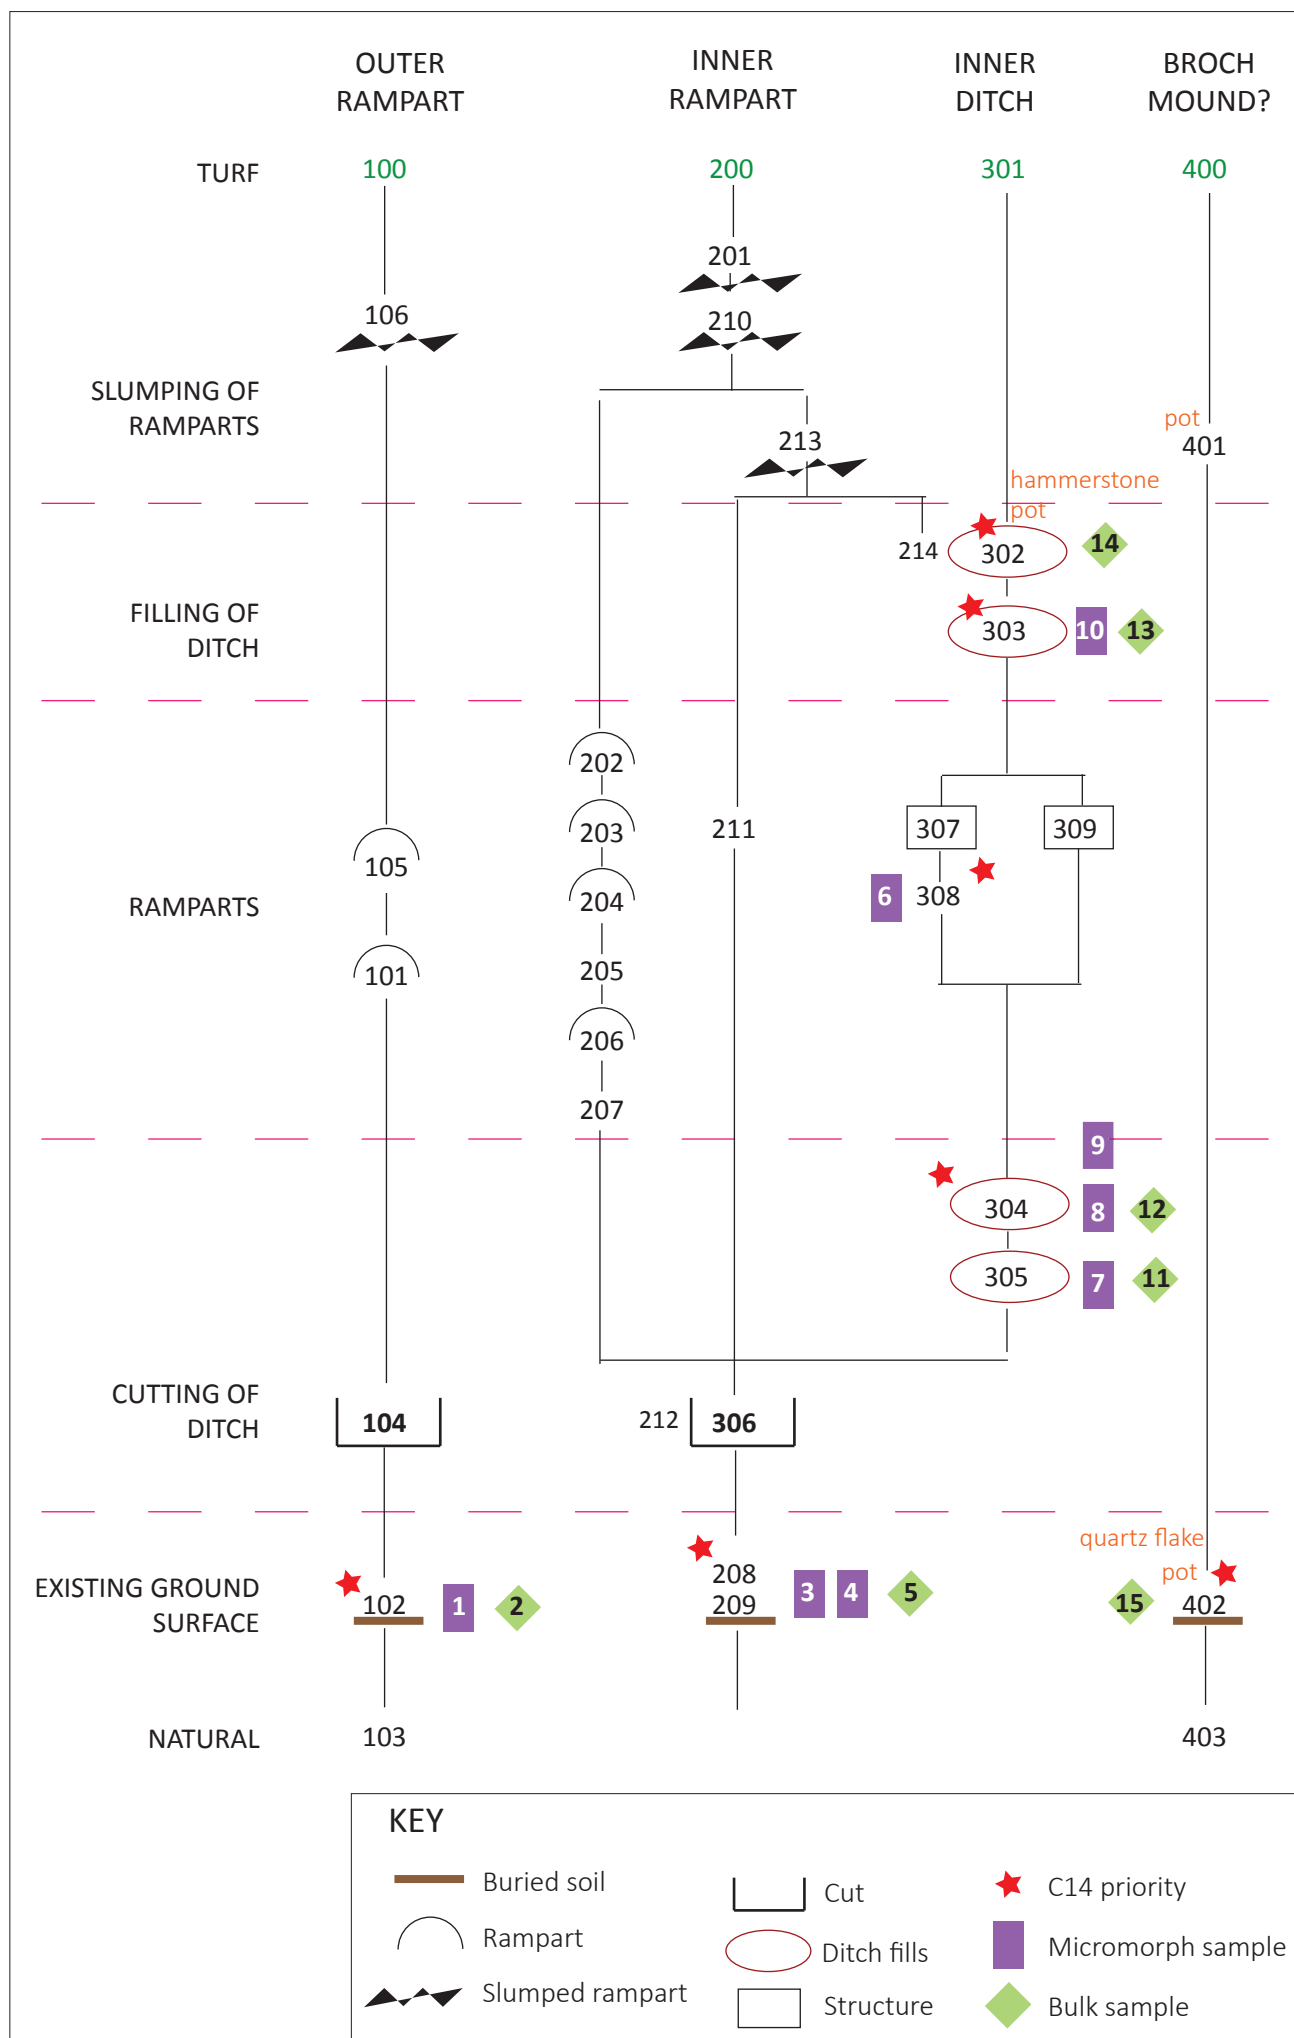 OUTER
RAMPART
INNER
RAMPART
INNER
DITCH
BROCH
MOUND?
TURF
100
200
301
400
201
106
210
SLUMPING OF
RAMPARTS
213
pot
401
hammerstone
pot
214
302
14
FILLING OF
DITCH
303
10
13
202
203
211
307
309
105
RAMPARTS
204
6
308
101
205
206
207
9
304
8
12
305
7
11
CUTTING OF
DITCH
104
212
306
quartz flake
pot
EXISTING GROUND
SURFACE
102
1
2
208
209
3
4
5
15
402
NATURAL
103
403
KEY
Buried soil
Cut
C14 priority
Rampart
Ditch fills
Micromorph sample
Slumped rampart
Structure
Bulk sample